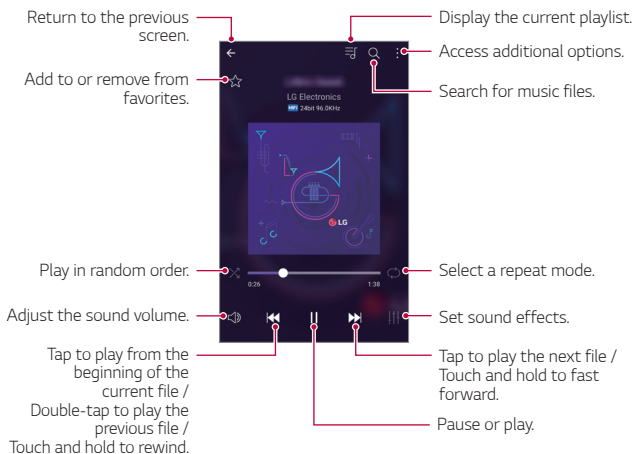 Return to the previous
screen.
Add to or remove from
favorites.
Display the current playlist.
Access additional options.
Search for music files.
LG Electronics
HIFI 24bit 96.0KHz
LG
Play in random order.
Select a repeat mode.
0:26
1:38
Adjust the sound volume.
Set sound effects.
Tap to play from the
beginning of the
current file /
Double-tap to play the
previous file /
Touch and hold to rewind.
Tap to play the next file /
Touch and hold to fast
forward.
Pause or play.